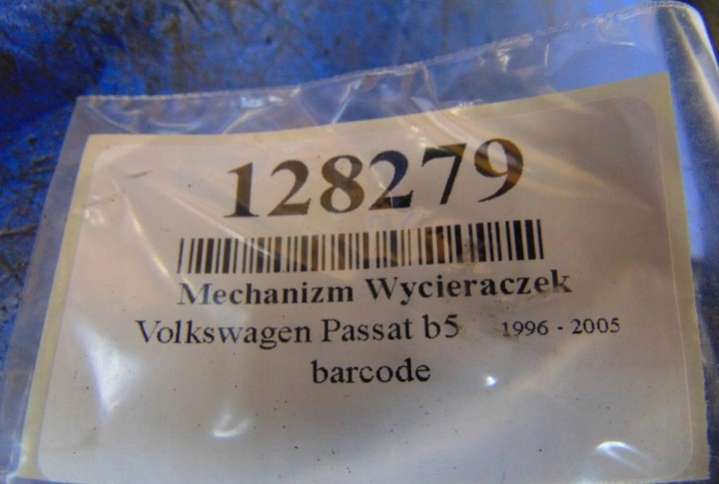 128279
Mechanizm Wycieraczek
Volkswagen Passat b5 1996 - 2005
barcode